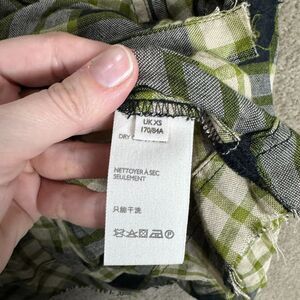 UK XS
170/84A
DRY
NETTOYER À SEC
SEULEMENT
只能干洗